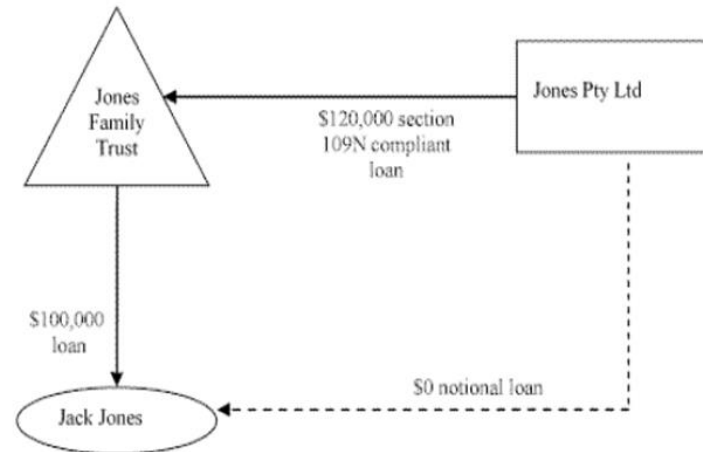 Jones
Family
Trust
Jones Pty Ltd
$120,000 section
109N compliant
loan
$100,000
loan
$0 notional loan
Jack Jones